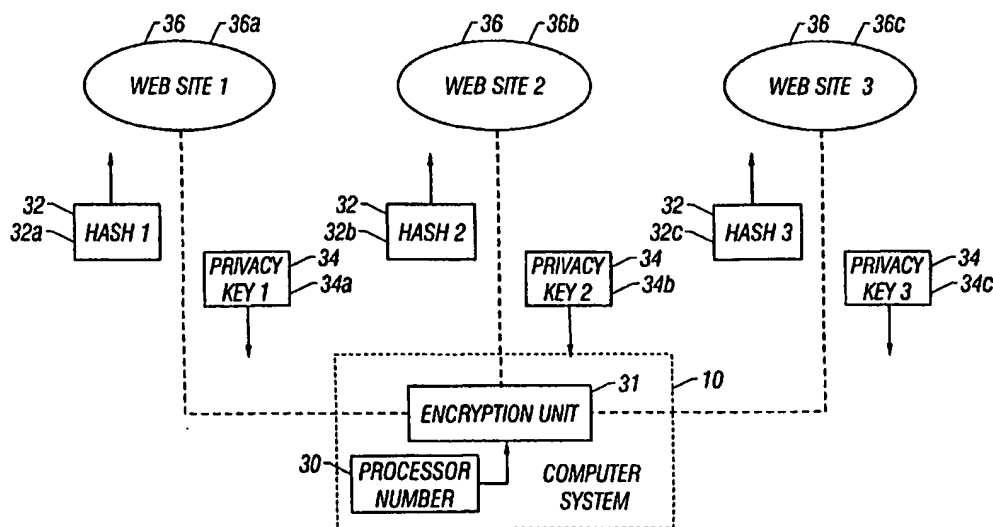 36 36a 36 36b 36 36c
WEB SITE 1 WEB SITE 2 WEB SITE 3
32 32 32
32a HASH 1 32b HASH 2 32c HASH 3
PRIVACY 34 PRIVACY 34 PRIVACY 34
KEY 1 34a KEY 2 34b KEY 3 34c
31 10
ENCRYPTION UNIT
30 PROCESSOR
NUMBER
COMPUTER
SYSTEM